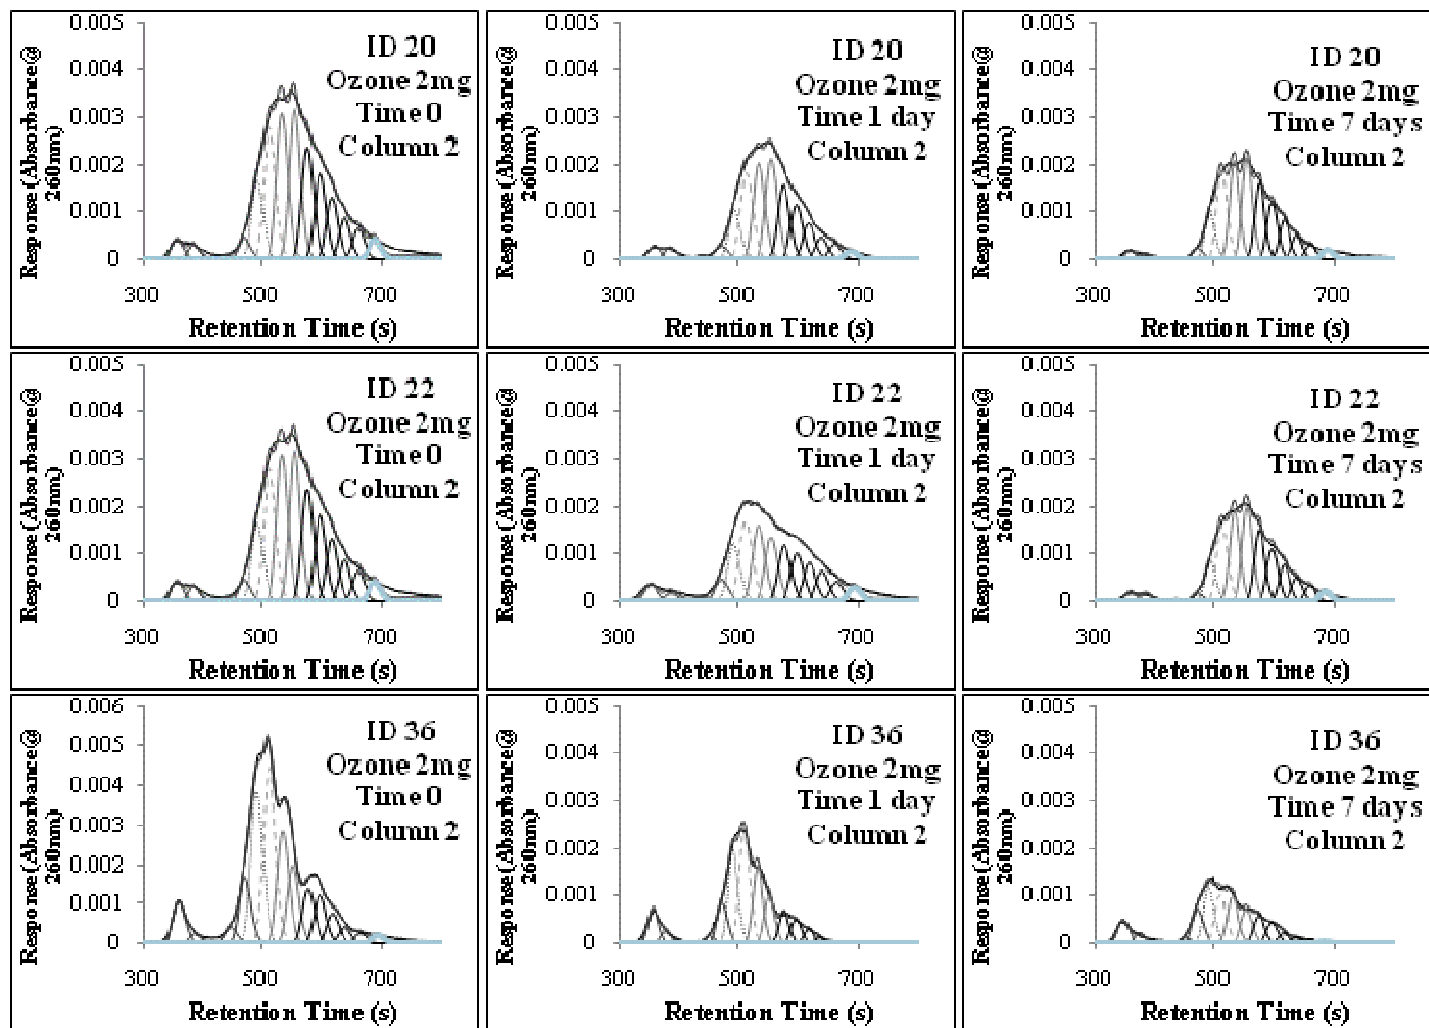 0.005
0.004
0.003
0.002
0.001
0
Response (Absorbance@
260nm)
ID 20
Ozone 2mg
Time 0
Column 2
300 500 700
Retention Time (s)
0.005
0.004
0.003
0.002
0.001
0
Response (Absorbance@
260nm)
ID 20
Ozone 2mg
Time 1 day
Column 2
300 500 700
Retention Time (s)
0.005
0.004
0.003
0.002
0.001
0
Response (Absorbance@
260nm)
ID 20
Ozone 2mg
Time 7 days
Column 2
300 500 700
Retention Time (s)
0.005
0.004
0.003
0.002
0.001
0
Response (Absorbance@
260nm)
ID 22
Ozone 2mg
Time 0
Column 2
300 500 700
Retention Time (s)
0.005
0.004
0.003
0.002
0.001
0
Response (Absorbance@
260nm)
ID 22
Ozone 2mg
Time 1 day
Column 2
300 500 700
Retention Time (s)
0.005
0.004
0.003
0.002
0.001
0
Response (Absorbance@
260nm)
ID 22
Ozone 2mg
Time 7 days
Column 2
300 500 700
Retention Time (s)
0.006
0.005
0.004
0.003
0.002
0.001
0
Response (Absorbance@
260nm)
ID 36
Ozone 2mg
Time 0
Column 2
300 500 700
Retention Time (s)
0.005
0.004
0.003
0.002
0.001
0
Response (Absorbance@
260nm)
ID 36
Ozone 2mg
Time 1 day
Column 2
300 500 700
Retention Time (s)
0.005
0.004
0.003
0.002
0.001
0
Response (Absorbance@
260nm)
ID 36
Ozone 2mg
Time 7 days
Column 2
300 500 700
Retention Time (s)